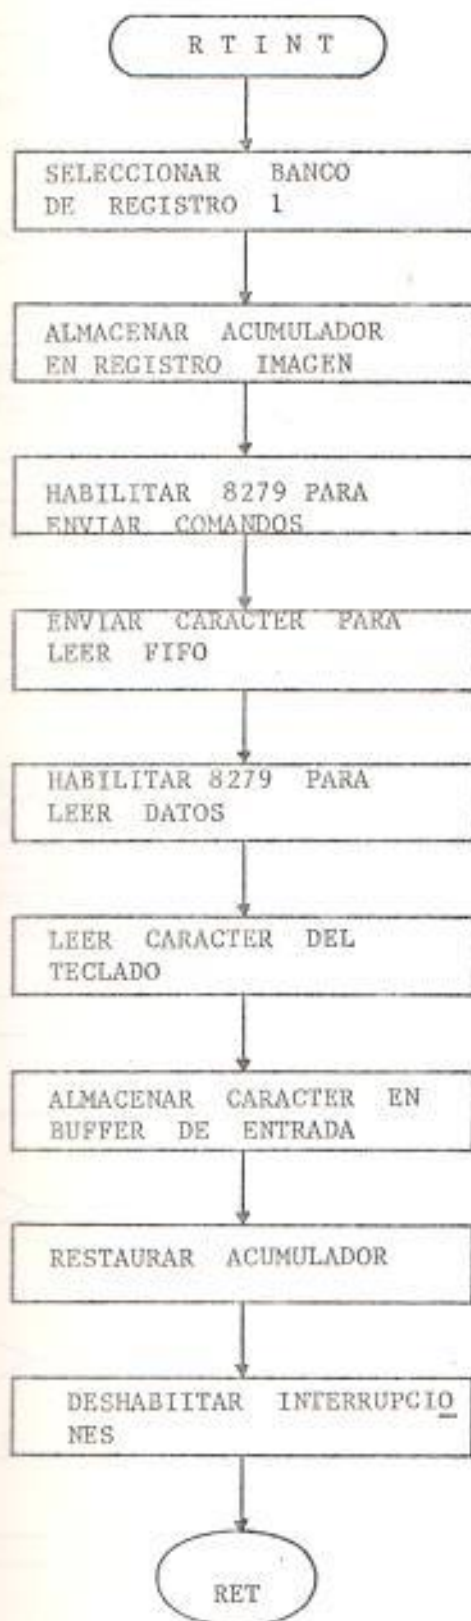 R T I N T
SELECCIONAR BANCO
DE REGISTRO 1
ALMACENAR ACUMULADOR
EN REGISTRO IMAGEN
HABILITAR 8279 PARA
ENVIAR COMANDOS
ENVIAR CARACTER PARA
LEER FIFO
HABILITAR 8279 PARA
LEER DATOS
LEER CARACTER DEL
TECLADO
ALMACENAR CARACTER EN
BUFFER DE ENTRADA
RESTAURAR ACUMULADOR
DESHABIITAR INTERRUPCIO
NES
RET